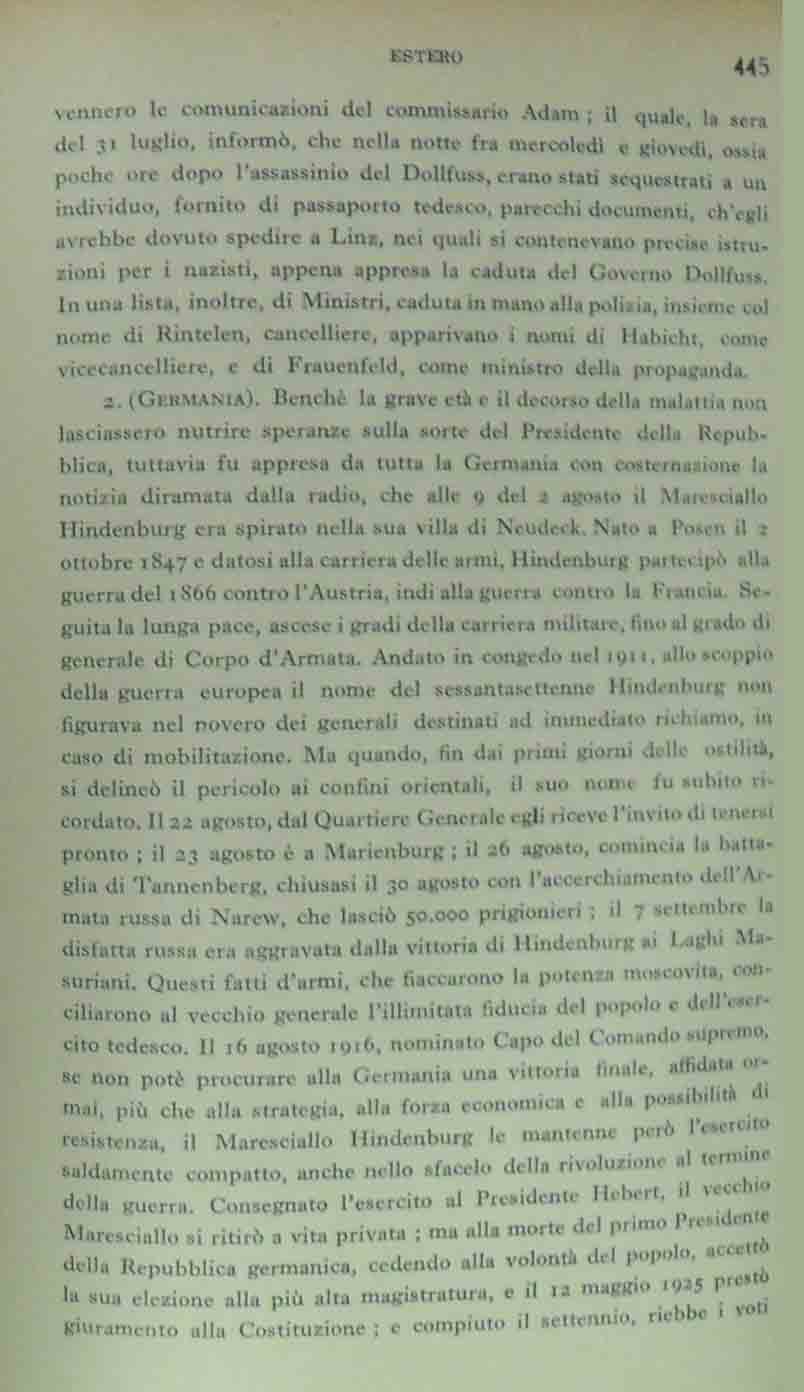 ESTERO
445
vennero le comunicazioni del commissario Adam ; il quale, la sera
del 31 luglio, informò, che nella notte fra mercoledì e giovedì, ossia
poche ore dopo l'assassinio del Dollfuss, erano stati sequestrati a un
individuo, fornito di passaporto tedesco, parecchi documenti, ch'egli
avrebbe dovuto spedire a Linz, nei quali si contenevano precise istru-
zioni per i nazisti, appena appresa la caduta del Governo Dollfuss.
In una lista, inoltre, di Ministri, caduta in mano alla polizia, insieme col
nome di Rintelen, cancelliere, apparivano i nomi di Habicht, come
vicecancelliere, e di Frauenfeld, come ministro della propaganda.
2. (GERMANIA). Benchè la grave età e il decorso della malattia non
lasciassero nutrire speranze sulla sorte del Presidente della Repub-
blica, tuttavia fu appresa da tutta la Germania con costernazione la
notizia diramata dalla radio, che alle 9 del 2 agosto il Maresciallo
Hindenburg era spirato nella sua villa di Neudeck. Nato a Posen il 2
ottobre 1847 e datosi alla carriera delle armi, Hindenburg partecipò alla
guerra del 1866 contro l'Austria, indi alla guerra contro la Francia. Se-
guita la lunga pace, ascese i gradi della carriera militare, fino al grado di
generale di Corpo d'Armata. Andato in congedo nel 1911, allo scoppio
della guerra europea il nome del sessantasettenne Hindenburg non
figurava nel novero dei generali destinati ad immediato richiamo, in
caso di mobilitazione. Ma quando, fin dai primi giorni delle ostilità,
si delineò il pericolo ai confini orientali, il suo nome fu subito ri-
cordato. Il 22 agosto, dal Quartiere Generale egli riceve l'invito di tenersi
pronto ; il 23 agosto è a Marienburg ; il 26 agosto, comincia la batta-
glia di Tannenberg, chiusasi il 30 agosto con l'accerchiamento dell'Ar-
mata russa di Narew, che lasciò 50.000 prigionieri ; il 7 settembre la
disfatta russa era aggravata dalla vittoria di Hindenburg ai Laghi Ma-
suriani. Questi fatti d'armi, che fiaccarono la potenza moscovita, con-
ciliarono al vecchio generale l'illimitata fiducia del popolo e dell'eser-
cito tedesco. Il 16 agosto 1916, nominato Capo del Comando supremo,
se non potè procurare alla Germania una vittoria finale, affidata or-
mai, più che alla strategia, alla forza economica e alla possibilità di
resistenza, il Maresciallo Hindenburg le mantenne però l'esercito
saldamente compatto, anche nello sfacelo della rivoluzione al termine
della guerra. Consegnato l'esercito al Presidente Hebert, il vecchio
Maresciallo si ritirò a vita privata ; ma alla morte del primo Presidente
della Repubblica germanica, cedendo alla volontà del popolo, accettò
la sua elezione alla più alta magistratura, e il 12 maggio 1925 prestò
giuramento alla Costituzione ; e compiuto il settennio, riebbe i voti